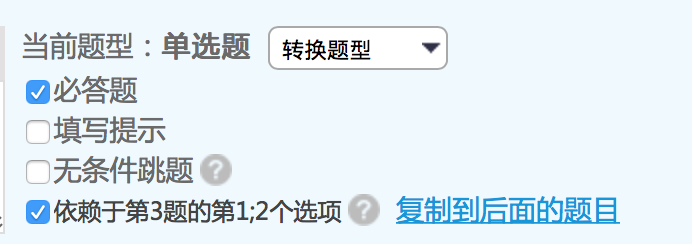 当前题型：单选题 转换题型
必答题
填写提示
无条件跳题 ?
依赖于第3题的第1;2个选项 ? 复制到后面的题目